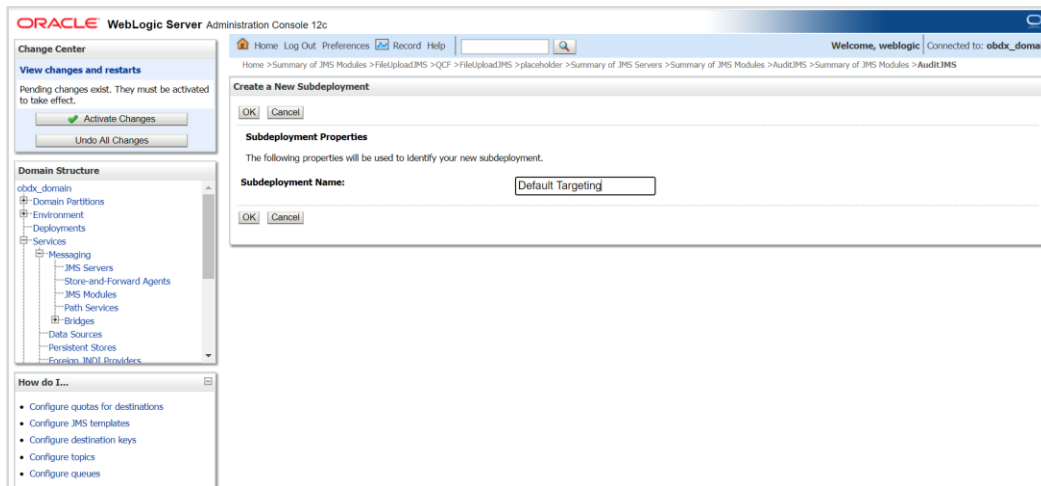 ORACLE WebLogic Server Administration Console 12c
Change Center
View changes and restarts
Pending changes exist. They must be activated
to take effect.
Activate Changes
Undo All Changes
Domain Structure
obdx_domain
Domain Partitions
Environment
Deployments
Services
Messaging
JMS Servers
Store-and-Forward Agents
JMS Modules
Path Services
Bridges
Data Sources
Persistent Stores
Foreign JNDI Providers
How do I...
Configure quotas for destinations
Configure JMS templates
Configure destination keys
Configure topics
Configure queues
Home Log Out Preferences Record Help
Welcome, weblogic Connected to: obdx_domai
Home >Summary of JMS Modules >FileUploadJMS >QCF >FileUploadJMS >placeholder >Summary of JMS Servers >Summary of JMS Modules >AuditJMS >Summary of JMS Modules >AuditJMS
Create a New Subdeployment
OK Cancel
Subdeployment Properties
The following properties will be used to identify your new subdeployment.
Subdeployment Name: Default Targeting
OK Cancel